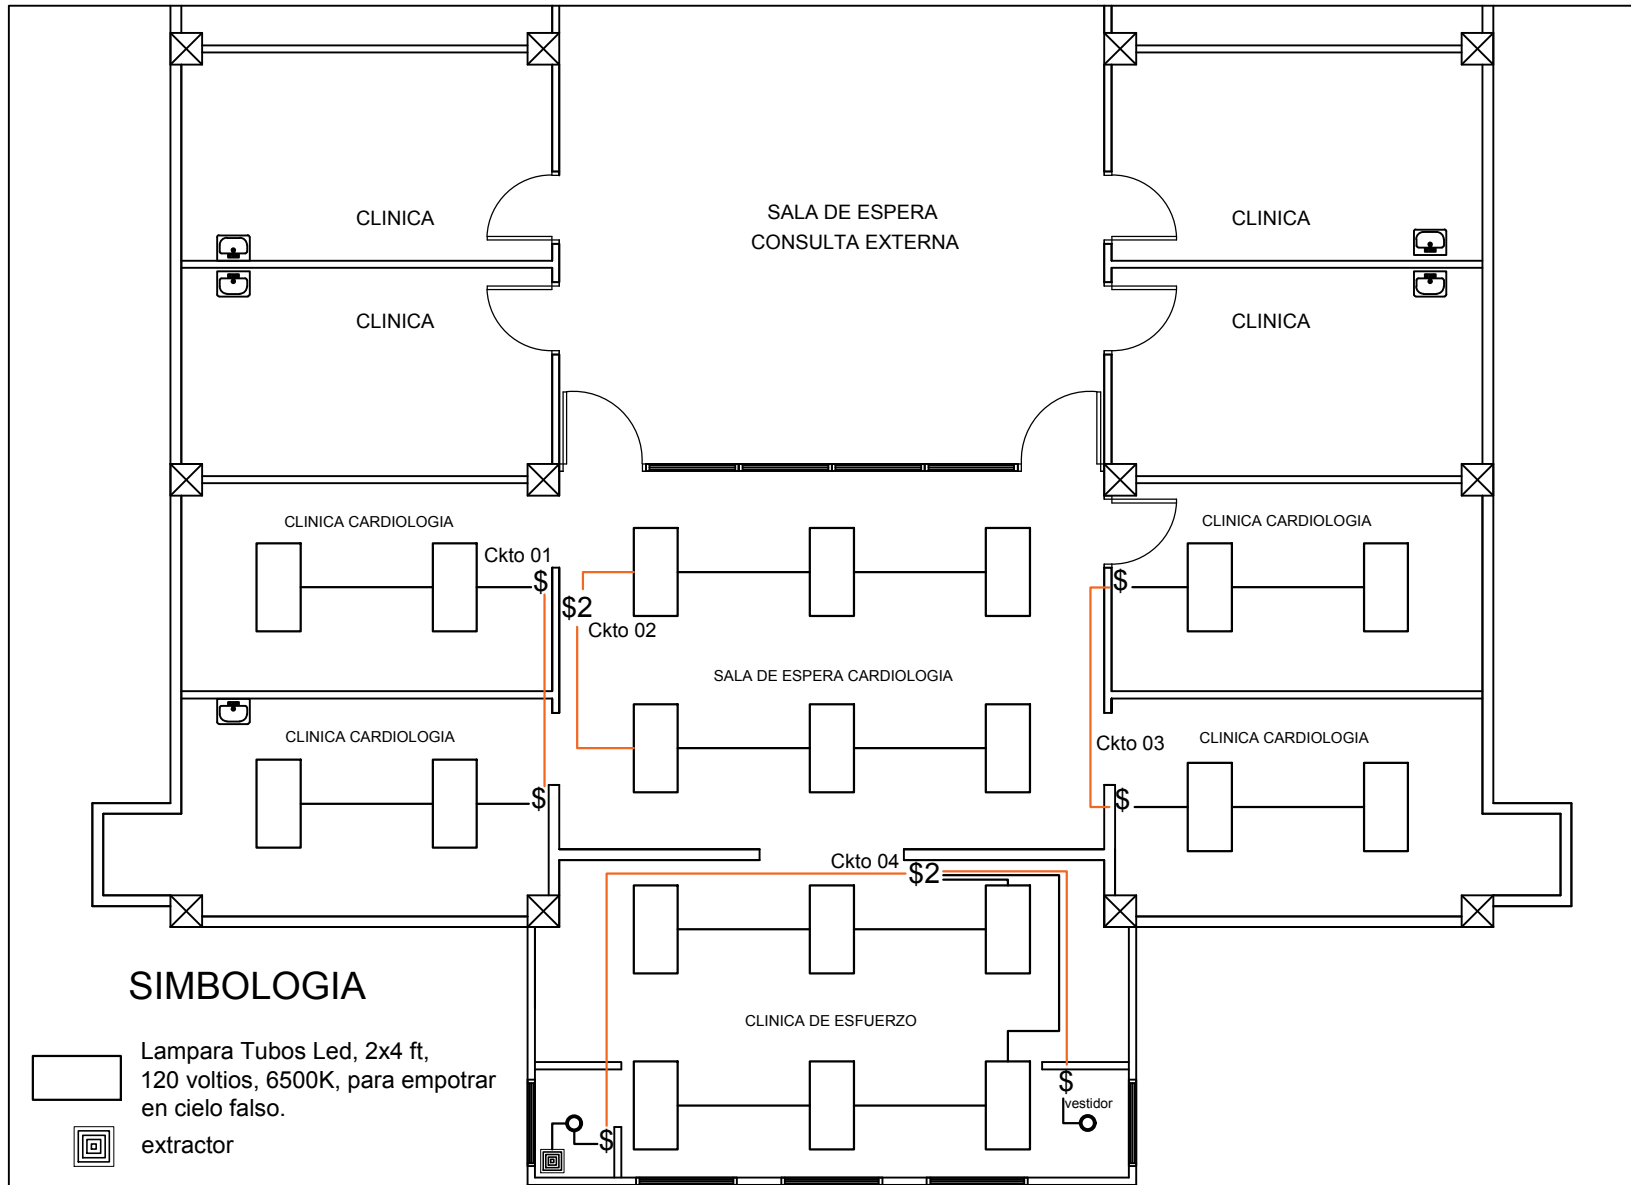 SALA DE ESPERA
CONSULTA EXTERNA
CLINICA
CLINICA
CLINICA
CLINICA
CLINICA CARDIOLOGIA
CLINICA CARDIOLOGIA
Ckto 01
$
$2
Ckto 02
$
SALA DE ESPERA CARDIOLOGIA
CLINICA CARDIOLOGIA
Ckto 03
CLINICA CARDIOLOGIA
$
$
Ckto 04
$2
SIMBOLOGIA
CLINICA DE ESFUERZO
Lampara Tubos Led, 2x4 ft,
120 voltios, 6500K, para empotrar
en cielo falso.
extractor
$
vestidor
$